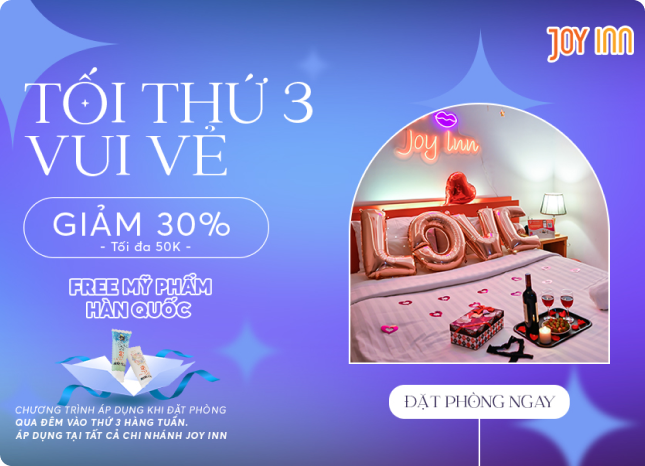 JOY INN
TỐI THỨ 3
VUI VẺ
GIẢM 30%
- Tối đa 50K -
FREE MỸ PHẨM
HÀN QUỐC
CHƯƠNG TRÌNH ÁP DỤNG KHI ĐẶT PHÒNG
QUA ĐÊM VÀO THỨ 3 HÀNG TUẦN.
ÁP DỤNG TẠI TẤT CẢ CHI NHÁNH JOY INN
Joy Inn
LOVE
ĐẶT PHÒNG NGAY